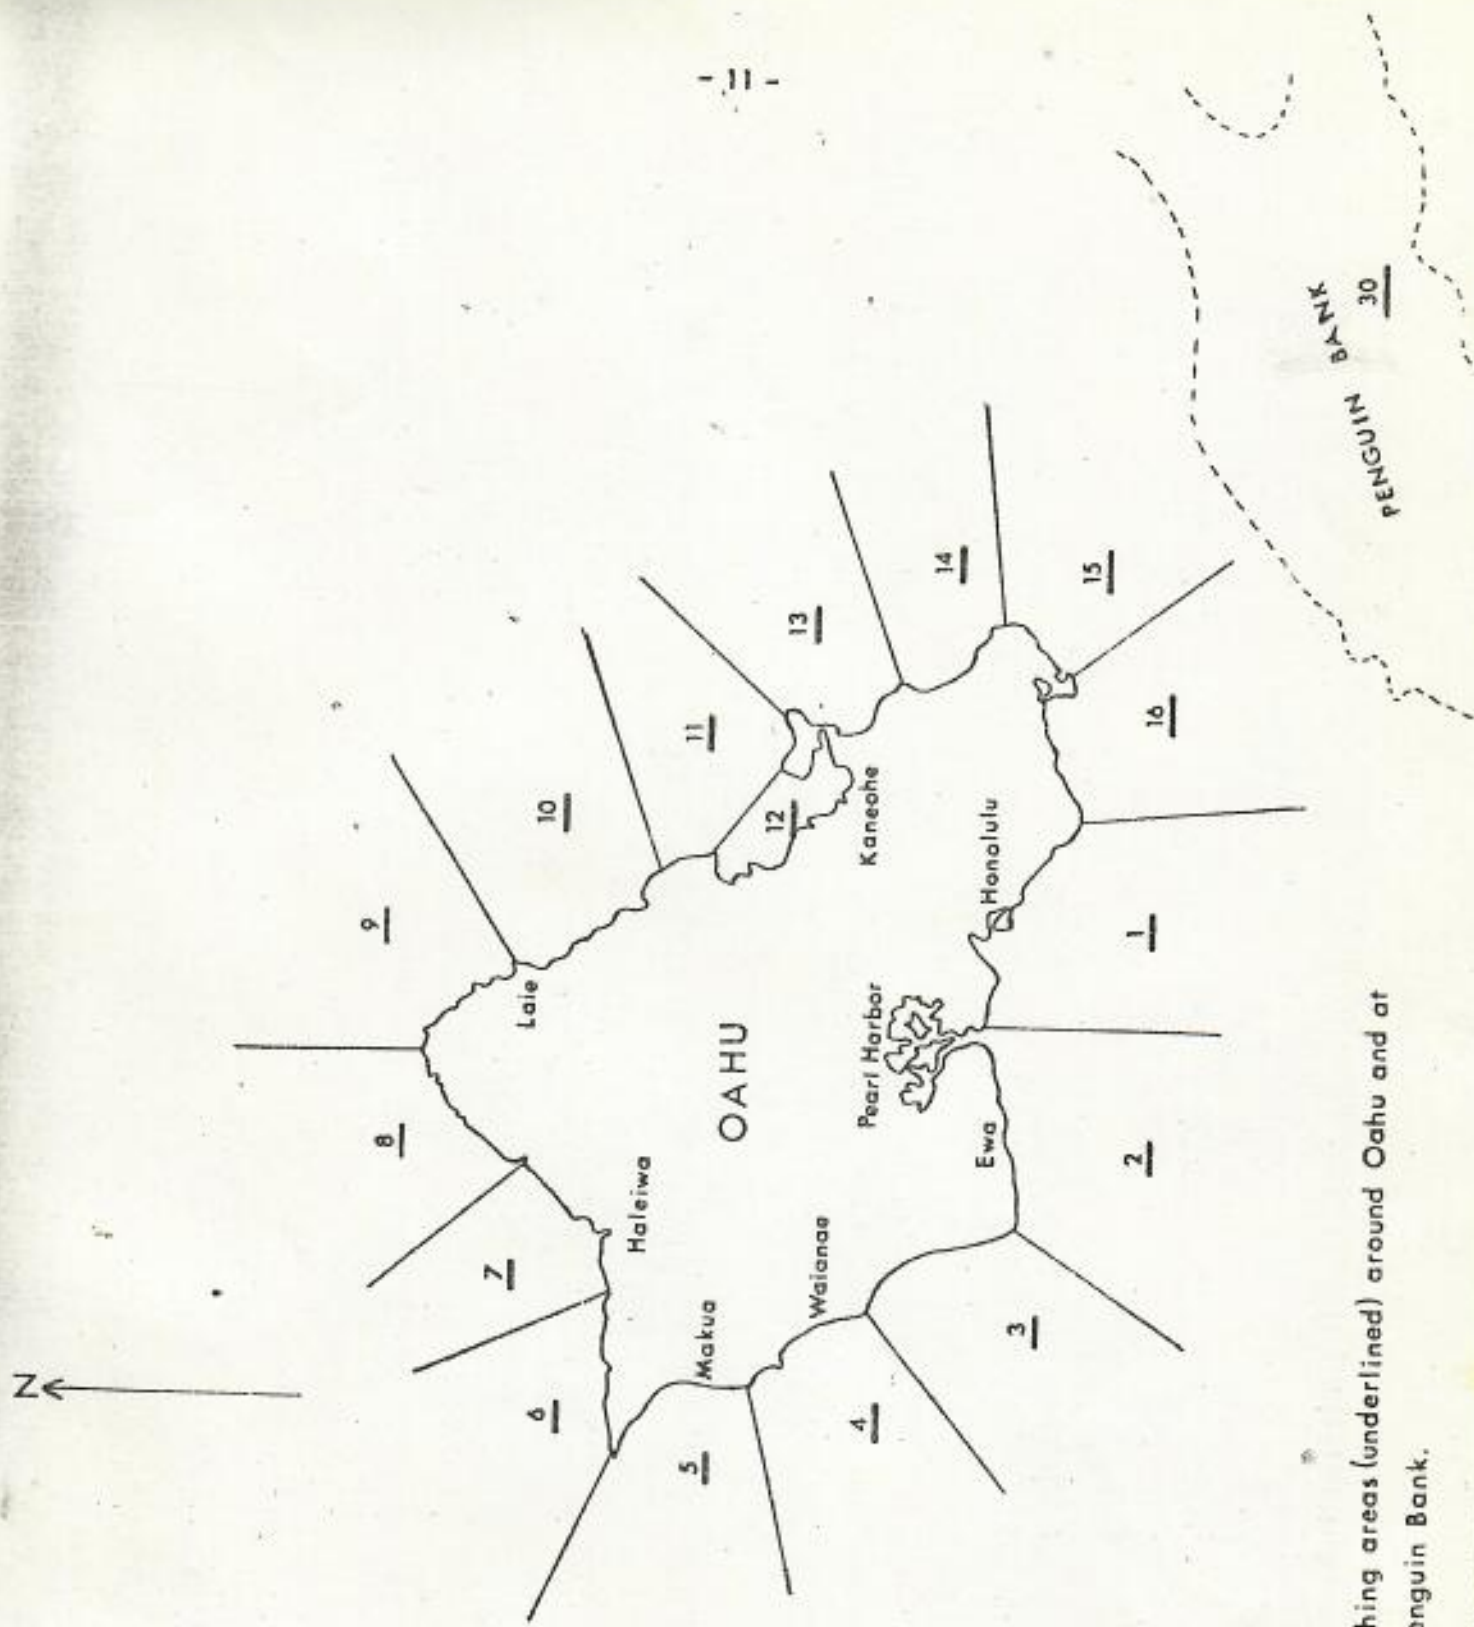 N
9
8
7
Laie
6
10
Haleiwa
5
11
Makua
OAHU
- 11 -
12
13
Waianae
4
Pearl Harbor
Kaneohe
14
Ewa
Honolulu
3
15
2
1
16
PENGUIN BANK
30
hing areas (underlined) around Oahu and at
enguin Bank.